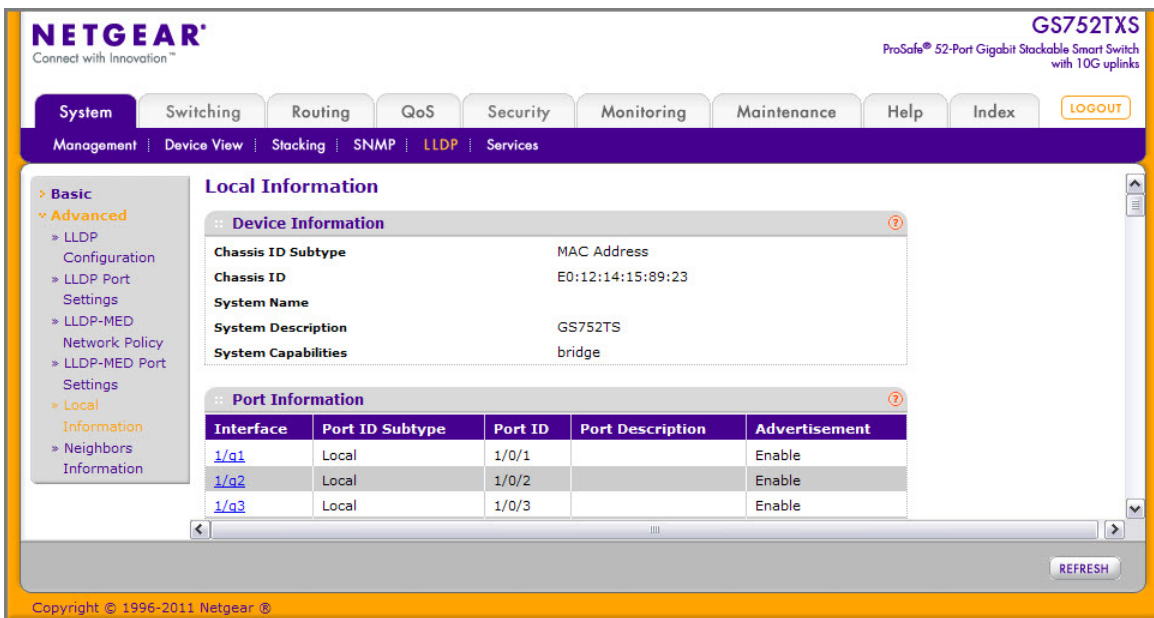 NETGEAR®
Connect with Innovation™
GS752TXS
ProSafe® 52-Port Gigabit Stackable Smart Switch
with 10G uplinks
System Switching Routing QoS Security Monitoring Maintenance Help Index LOGOUT
Management Device View Stacking SNMP LLDP Services
Basic
Advanced
» LLDP
Configuration
» LLDP Port
Settings
» LLDP-MED
Network Policy
» LLDP-MED Port
Settings
» Local
Information
» Neighbors
Information
Local Information
Device Information ?
Chassis ID Subtype MAC Address
Chassis ID E0:12:14:15:89:23
System Name
System Description GS752TS
System Capabilities bridge
Port Information ?
Interface Port ID Subtype Port ID Port Description Advertisement
1/g1 Local 1/0/1 Enable
1/g2 Local 1/0/2 Enable
1/g3 Local 1/0/3 Enable
REFRESH
Copyright © 1996-2011 Netgear ®